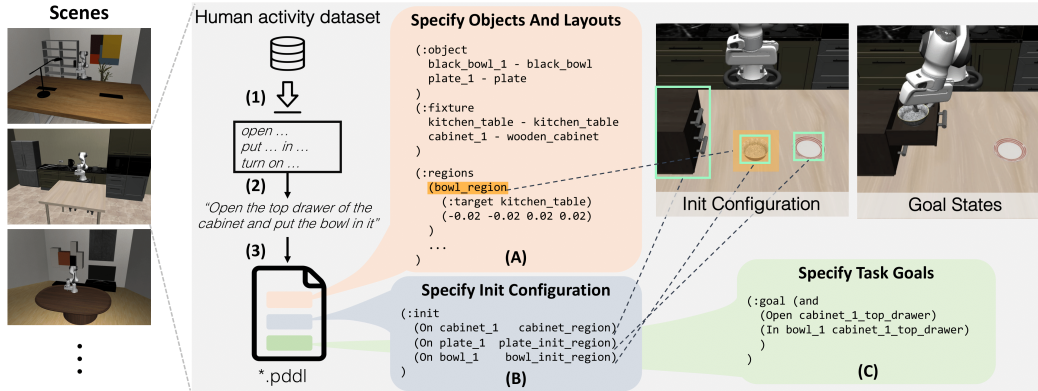 Scenes
Human activity dataset
(1)
open ...
put ... in ...
turn on ...
(2)
“Open the top drawer of the
cabinet and put the bowl in it”
(3)
*.pddl
Specify Objects And Layouts
(:object
black_bowl_1 - black_bowl
plate_1 - plate
)
(:fixture
kitchen_table - kitchen_table
cabinet_1 - wooden_cabinet
)
(:regions
(bowl_region
(:target kitchen_table)
(-0.02 -0.02 0.02 0.02)
)
...
)
(A)
Specify Init Configuration
(:init
(On cabinet_1 cabinet_region)
(On plate_1 plate_init_region)
(On bowl_1 bowl_init_region)
)
(B)
Init Configuration
Goal States
Specify Task Goals
(:goal (and
(Open cabinet_1_top_drawer)
(In bowl_1 cabinet_1_top_drawer)
)
)
(C)